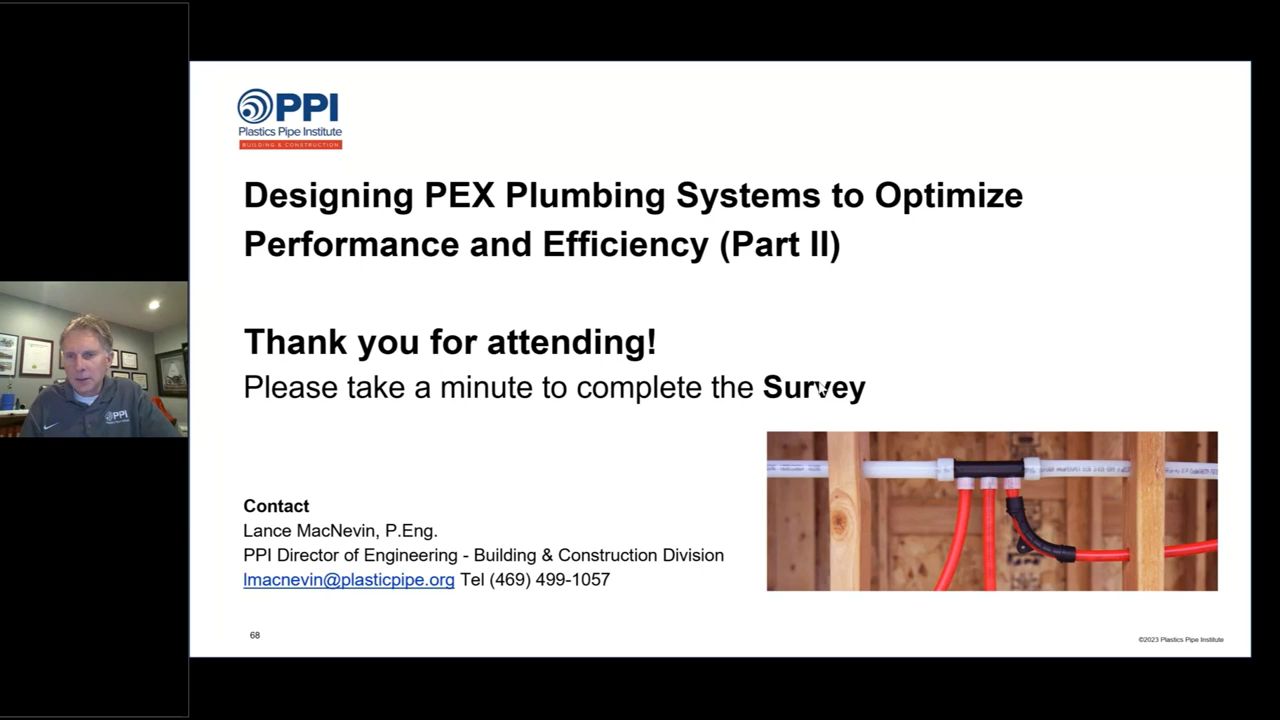 PPI
Plastics Pipe Institute
BUILDING & CONSTRUCTION
Designing PEX Plumbing Systems to Optimize
Performance and Efficiency (Part II)
Thank you for attending!
Please take a minute to complete the Survey
PPI
Contact
Lance MacNevin, P.Eng.
PPI Director of Engineering - Building & Construction Division
lmacnevin@plasticpipe.org Tel (469) 499-1057
68
©2023 Plastics Pipe Institute